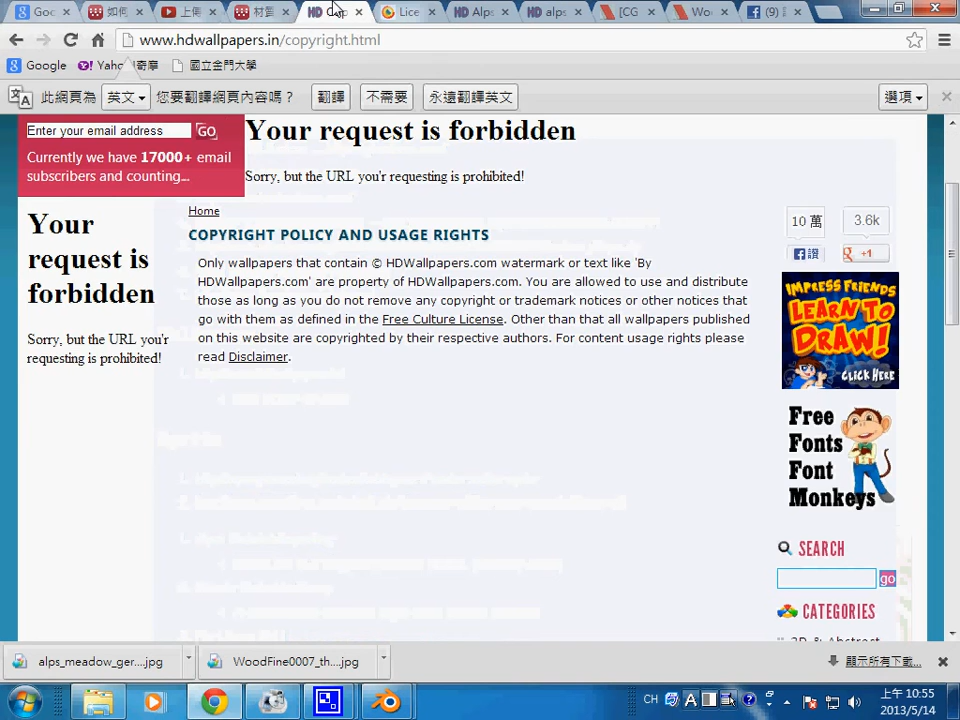 Goo
如何
上傳
材質
HD Cop
Lice
HD Alps
HD alps
[CG
Wo
(9)
www.hdwallpapers.in/copyright.html
Google
Yahoo!奇摩
國立金門大學
此網頁為
英文
您要翻譯網頁內容嗎？
翻譯
不需要
永遠翻譯英文
選項
Enter your email address
GO
Currently we have 17000+ email
subscribers and counting...
Your request is forbidden
Sorry, but the URL you'r requesting is prohibited!
Your
request is
forbidden
Sorry, but the URL you'r
requesting is prohibited!
Home
COPYRIGHT POLICY AND USAGE RIGHTS
Only wallpapers that contain © HDWallpapers.com watermark or text like 'By
HDWallpapers.com' are property of HDWallpapers.com. You are allowed to use and distribute
those as long as you do not remove any copyright or trademark notices or other notices that
go with them as defined in the Free Culture License. Other than that all wallpapers published
on this website are copyrighted by their respective authors. For content usage rights please
read Disclaimer.
10 萬
3.6k
讚
+1
IMPRESS FRIENDS
LEARN TO
DRAW!
CLICK HERE
Free
Fonts
Font
Monkeys
SEARCH
go
CATEGORIES
3D & Abstract
alps_meadow_ger....jpg
WoodFine0007_th....jpg
顯示所有下載...
CH
上午 10:55
2013/5/14